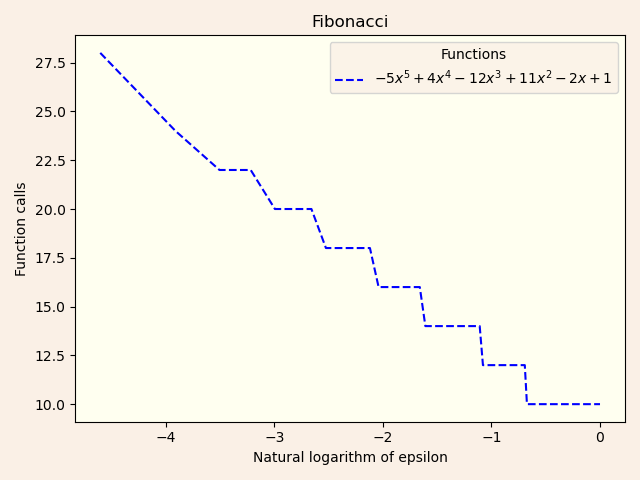 Fibonacci
Functions
$-5x^5 + 4x^4 - 12x^3 + 11x^2 - 2x + 1$
Function calls
27.5
25.0
22.5
20.0
17.5
15.0
12.5
10.0
−4 −3 −2 −1 0
Natural logarithm of epsilon